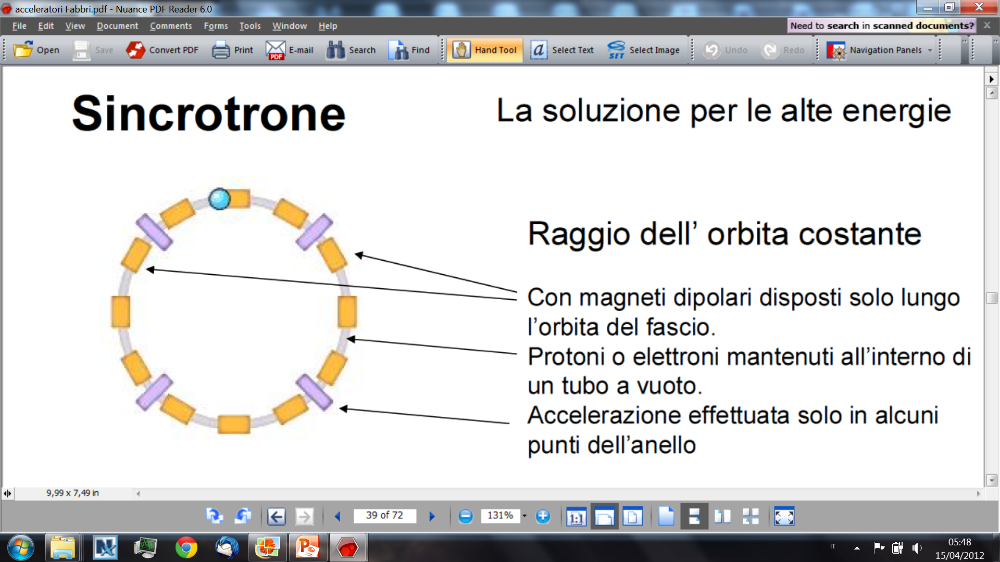 acceleratori Fabbri.pdf - Nuance PDF Reader 6.0
File Edit View Document Comments Forms Tools Window Help
Need to search in scanned documents?
Open Save Convert PDF Print E-mail Search Find Hand Tool Select Text Select Image Undo Redo Navigation Panels
PDF
a
SET
Sincrotrone
La soluzione per le alte energie
Raggio dell’ orbita costante
Con magneti dipolari disposti solo lungo
l’orbita del fascio.
Protoni o elettroni mantenuti all’interno di
un tubo a vuoto.
Accelerazione effettuata solo in alcuni
punti dell’anello
9,99 x 7,49 in
39 of 72
131%
1:1
IT
05:48
15/04/2012